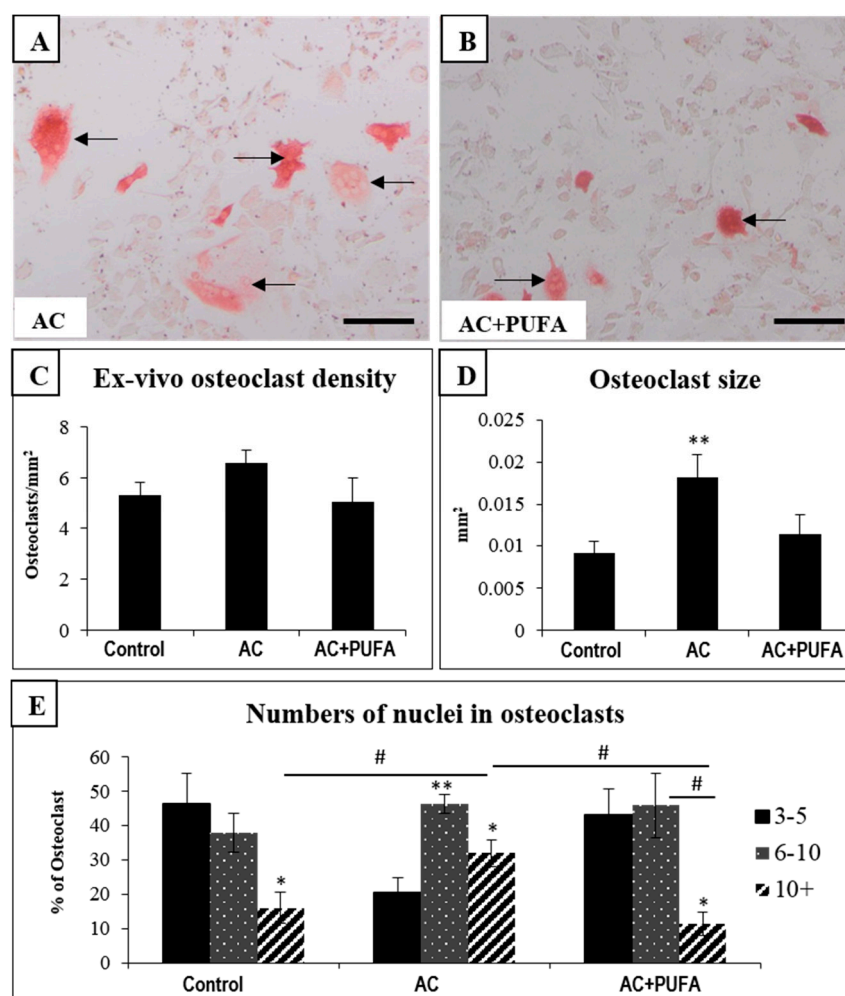 A
AC
B
AC+PUFA
C
Ex-vivo osteoclast density
Osteoclasts/mm²
8
6
4
2
0
Control AC AC+PUFA
D
Osteoclast size
mm²
0.025
0.02
0.015
0.01
0.005
0
**
Control AC AC+PUFA
E
Numbers of nuclei in osteoclasts
% of Osteoclast
60
50
40
30
20
10
0
# # #
* ** * *
Control AC AC+PUFA
3-5
6-10
10+